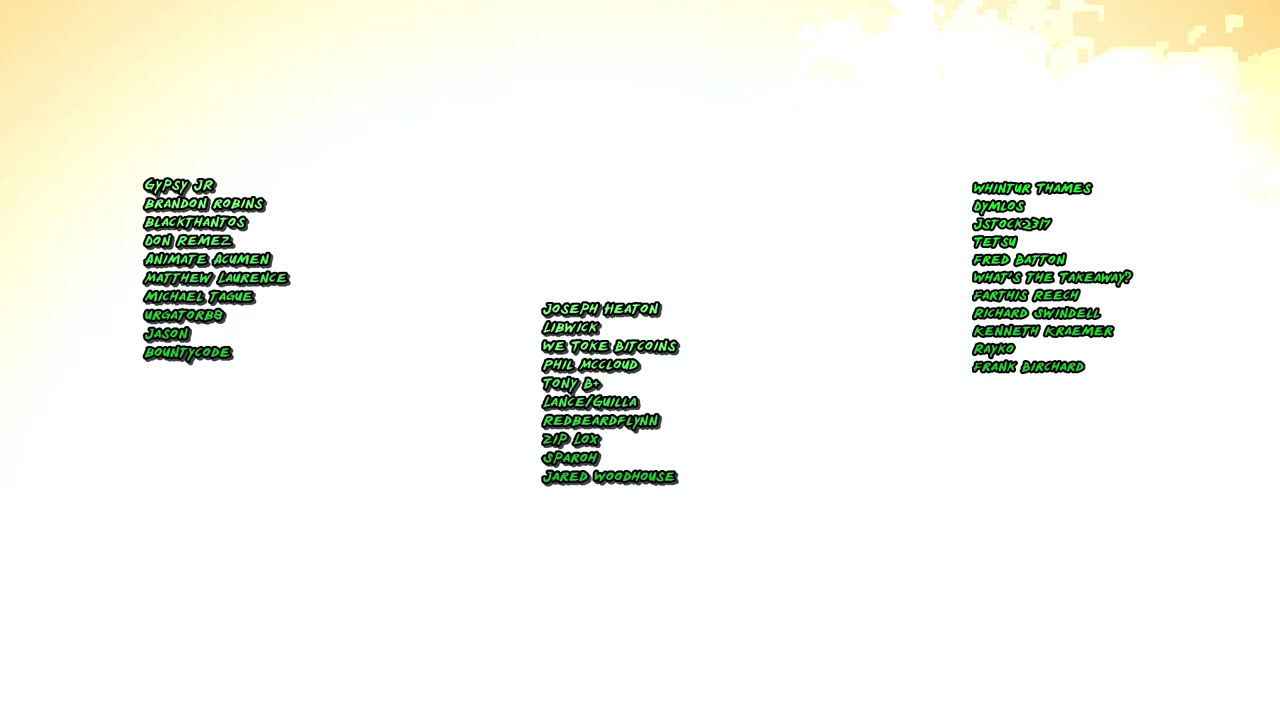 GYPSY JR
BRANDON ROBINS
BLACKTHANTOS
DON REMEZ
ANIMATE ACUMEN
MATTHEW LAURENCE
MICHAEL TAGUE
URGATORB8
JASON
BOUNTYCODE
JOSEPH HEATON
LIBWICK
WE TOKE BITCOINS
PHIL MCCLOUD
TONY B+
LANCE/GUILLA
REDBEARDFLYNN
ZIP LOX
SPAROH
JARED WOODHOUSE
WHINTUR THAMES
DYMLOS
JSTOCK2317
TETSU
FRED BATTON
WHAT'S THE TAKEAWAY?
FARTHIS REECH
RICHARD SWINDELL
KENNETH KRAEMER
RAYKO
FRANK BIRCHARD